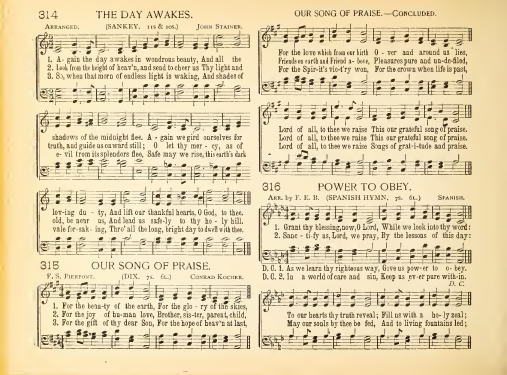 314 THE DAY AWAKES.
ARRANGED. (SANKEY. 11s & 10s.) JOHN STAINER.
1. A - gain the day awakes in wondrous beauty, And all the
2. Look from the height of heav'n, and send to cheer us Thy light and
3. So, when that morn of endless light is waking, And shades of
shadows of the midnight flee. A - gain we gird ourselves for
truth, and guide us onward still; O let thy mer - cy, as of
e - vil from its splendors flee, Safe may we rise, this earth's dark
lov-ing du - ty, And lift our thankful hearts, O God, to thee.
old, be near us, And lead us safe-ly to thy ho - ly hill.
vale for-sak - ing, Thro' all the long, bright day to dwell with thee.
315 OUR SONG OF PRAISE.
F. S. PIERPONT. (DIX. 7s. 6l.) CONRAD KOCHER.
1. For the beau-ty of the earth, For the glo - ry of the skies,
2. For the joy of hu-man love, Brother, sis-ter, parent, child,
3. For the gift of thy dear Son, For the hope of heav'n at last,
OUR SONG OF PRAISE.—CONCLUDED.
For the love which from our birth O - ver and around us lies,
Friends on earth and Friend a - bove, Pleasures pure and un-de-filed,
For the Spir-it's vic-t'ry won, For the crown when life is past,
Lord of all, to thee we raise This our grateful song of praise.
Lord of all, to thee we raise This our grateful song of praise.
Lord of all, to thee we raise Songs of grat-i-tude and praise.
316 POWER TO OBEY.
ARR. by F. E. B. (SPANISH HYMN. 7s. 6l.) SPANISH.
1. Grant thy blessing, now, O Lord, While we look into thy word:
2. Sanc - ti-fy us, Lord, we pray, By the lessons of this day:
D. C. 1. As we learn thy righteous way, Give us pow-er to o - bey.
D. C. 2. In a world of care and sin, Keep us ev-er pure with-in.
D. C.
To our hearts thy truth reveal; Fill us with a ho - ly zeal;
May our souls by thee be fed, And to living fountains led;